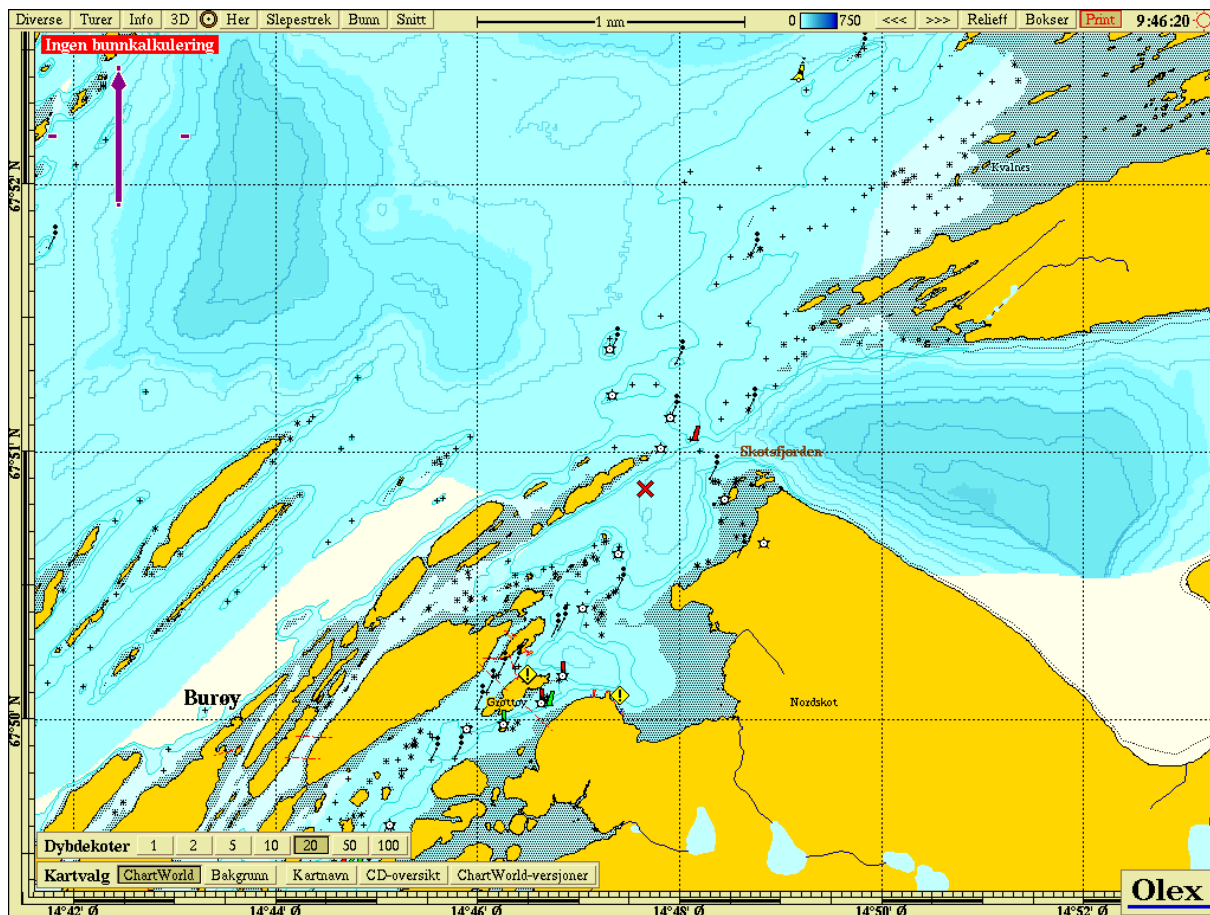 Diverse Turer Info 3D Her Slepestrek Bunn Snitt 1 nm 0 750 <<< >>> Relieff Bokser Print 9:46:20
Ingen bunnkalkulering
67°52' N
Kvalnes
67°51' N
Skotsfjorden
Burøy
Grøttøy
Nordskot
67°50' N
Dybdekoter 1 2 5 10 20 50 100
Kartvalg ChartWorld Bakgrunn Kartnavn CD-oversikt ChartWorld-versjoner
Olex
14°42' Ø 14°44' Ø 14°46' Ø 14°48' Ø 14°50' Ø 14°52' Ø